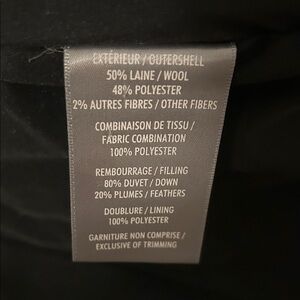 EXTÉRIEUR / OUTERSHELL
50% LAINE / WOOL
48% POLYESTER
2% AUTRES FIBRES / OTHER FIBERS
COMBINAISON DE TISSU /
FABRIC COMBINATION
100% POLYESTER
REMBOURRAGE / FILLING
80% DUVET / DOWN
20% PLUMES / FEATHERS
DOUBLURE / LINING
100% POLYESTER
GARNITURE NON COMPRISE /
EXCLUSIVE OF TRIMMING